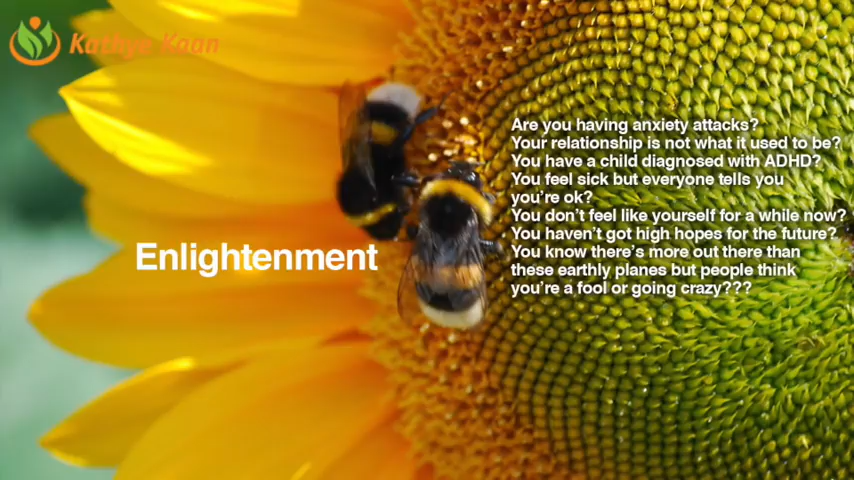 Kathye Kaan
Enlightenment
Are you having anxiety attacks?
Your relationship is not what it used to be?
You have a child diagnosed with ADHD?
You feel sick but everyone tells you
you're ok?
You don't feel like yourself for a while now?
You haven't got high hopes for the future?
You know there's more out there than
these earthly planes but people think
you're a fool or going crazy???